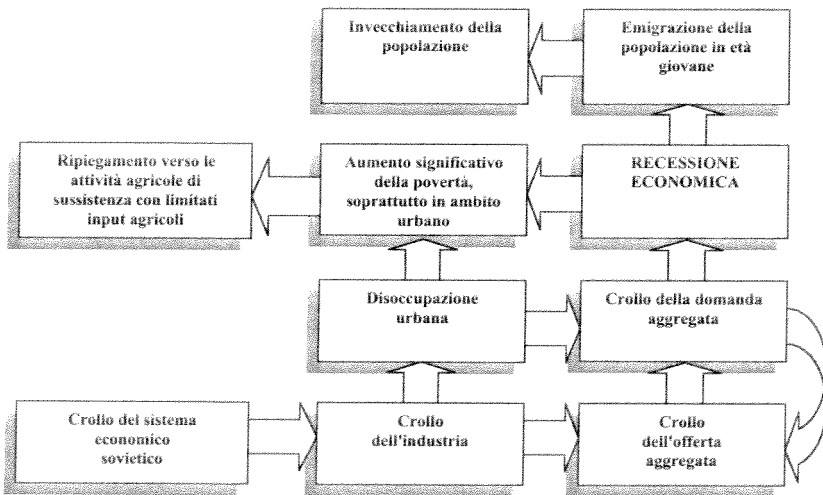 Invecchiamento della
popolazione
Emigrazione della
popolazione in età
giovane
Ripiegamento verso le
attività agricole di
sussistenza con limitati
input agricoli
Aumento significativo
della povertà,
soprattutto in ambito
urbano
RECESSIONE
ECONOMICA
Disoccupazione
urbana
Crollo della domanda
aggregata
Crollo del sistema
economico
sovietico
Crollo
dell'industria
Crollo
dell'offerta
aggregata